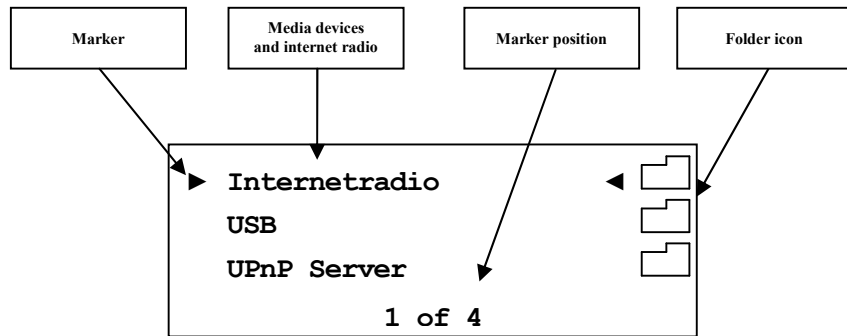 Marker
Media devices
and internet radio
Marker position
Folder icon
Internetradio
USB
UPnP Server
1 of 4